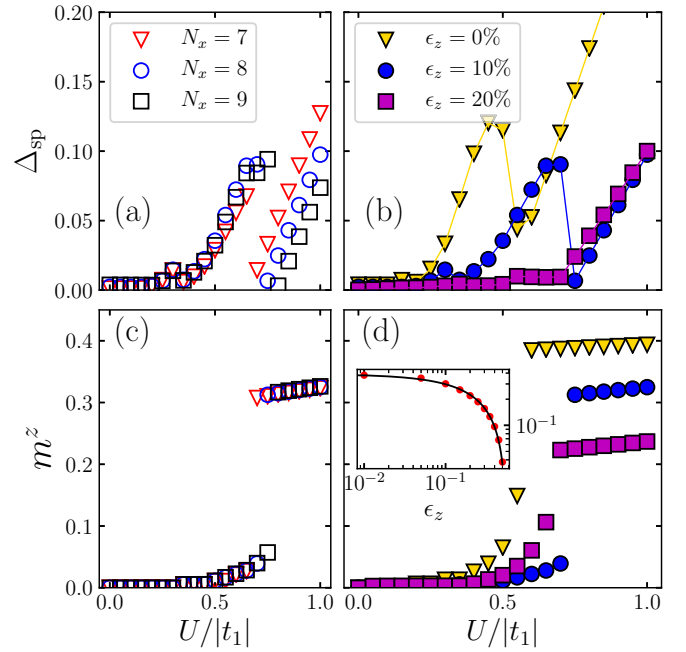 0.20
0.15
0.10
0.05
0.00
Δ_sp
N_x = 7
N_x = 8
N_x = 9
(a)
ϵ_z = 0%
ϵ_z = 10%
ϵ_z = 20%
(b)
0.4
0.3
0.2
0.1
0.0
m^z
(c)
0.0 0.5 1.0
U/|t_1|
(d)
10^{-1}
10^{-2} 10^{-1}
ϵ_z
0.0 0.5 1.0
U/|t_1|